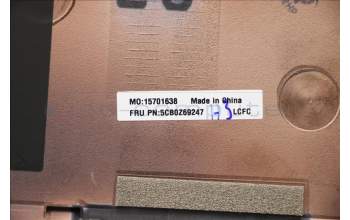 MO:15701638 Made in China
FRU PN:5CB0Z69247 LCFC